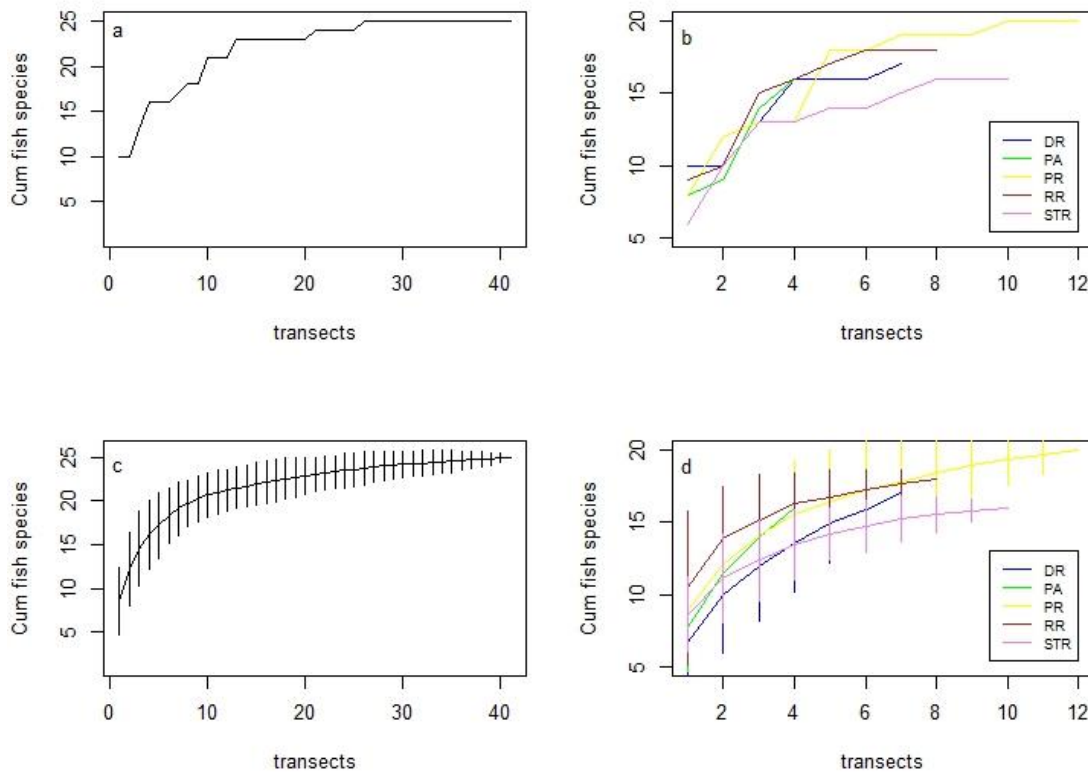 a
Cum fish species
25
20
15
10
5
0 10 20 30 40
transects
b
Cum fish species
20
15
10
5
DR
PA
PR
RR
STR
2 4 6 8 10 12
transects
c
Cum fish species
25
20
15
10
5
0 10 20 30 40
transects
d
Cum fish species
20
15
10
5
DR
PA
PR
RR
STR
2 4 6 8 10 12
transects